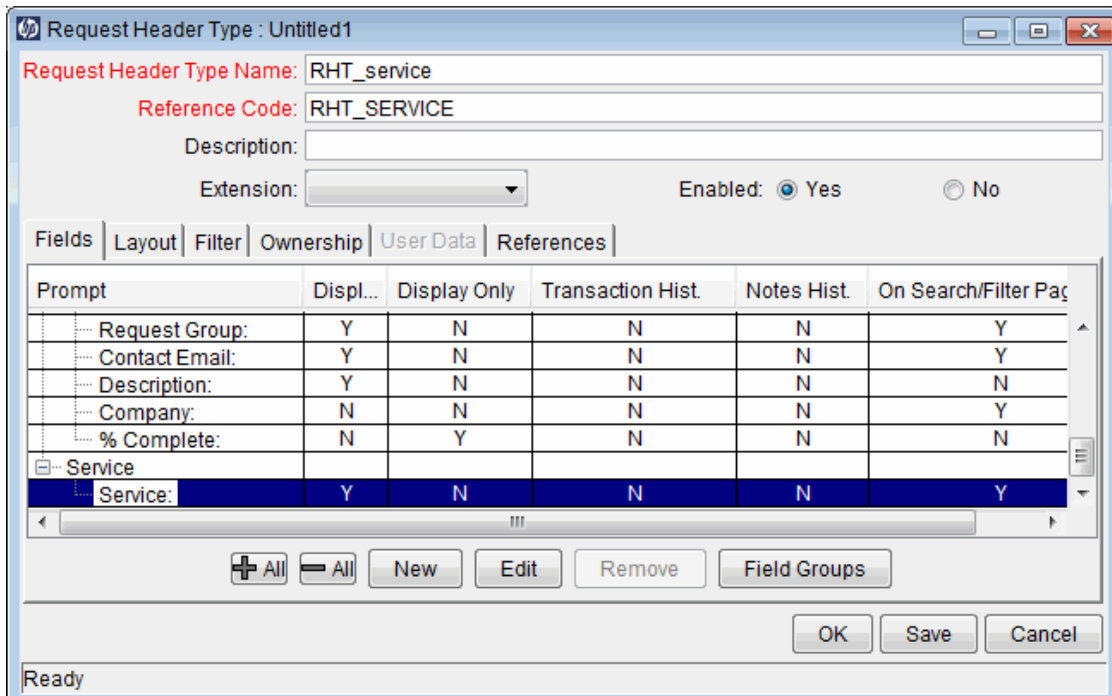 Request Header Type : Untitled1
Request Header Type Name: RHT_service
Reference Code: RHT_SERVICE
Description:
Extension: Enabled: Yes No
Fields Layout Filter Ownership User Data References
Prompt Displ... Display Only Transaction Hist. Notes Hist. On Search/Filter Pag
Request Group: Y N N N Y
Contact Email: Y N N N Y
Description: Y N N N N
Company: N N N N Y
% Complete: N Y N N N
Service
Service: Y N N N Y
All All New Edit Remove Field Groups
OK Save Cancel
Ready